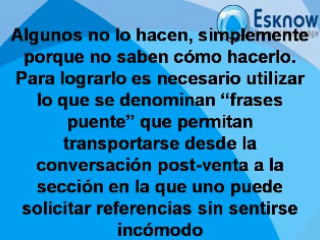 Esknow
Algunos no lo hacen, simplemente
porque no saben cómo hacerlo.
Para lograrlo es necesario utilizar
lo que se denominan “frases
puente” que permitan
transportarse desde la
conversación post-venta a la
sección en la que uno puede
solicitar referencias sin sentirse
incómodo